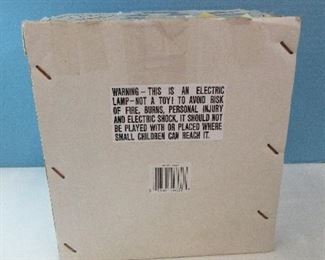 WARNING – THIS IS AN ELECTRIC
LAMP – NOT A TOY! TO AVOID RISK
OF FIRE, BURNS, PERSONAL INJURY
AND ELECTRIC SHOCK, IT SHOULD NOT
BE PLAYED WITH OR PLACED WHERE
SMALL CHILDREN CAN REACH IT.